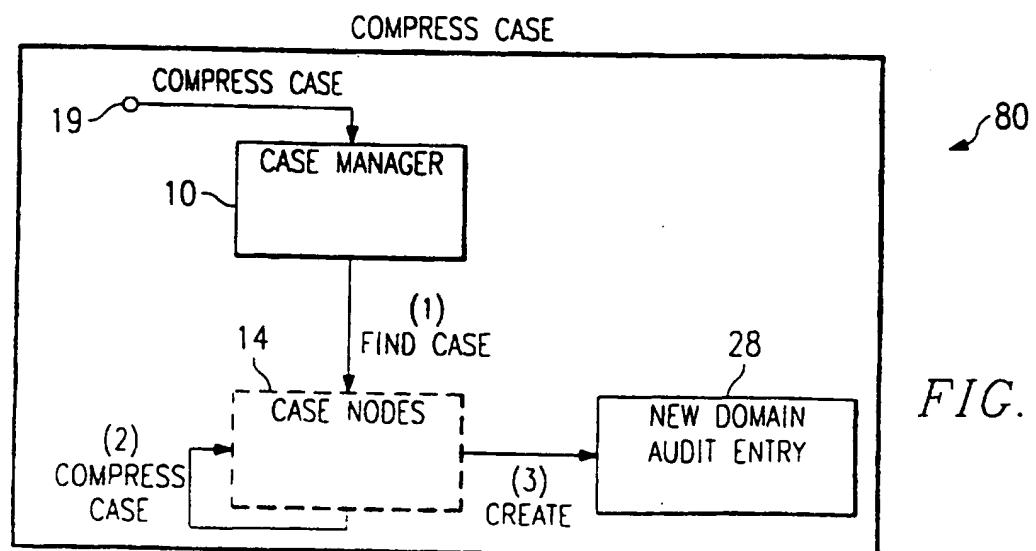 COMPRESS CASE
COMPRESS CASE
19
80
CASE MANAGER
10
(1)
FIND CASE
14
28
CASE NODES
NEW DOMAIN
AUDIT ENTRY
FIG.
(2)
COMPRESS
CASE
(3)
CREATE